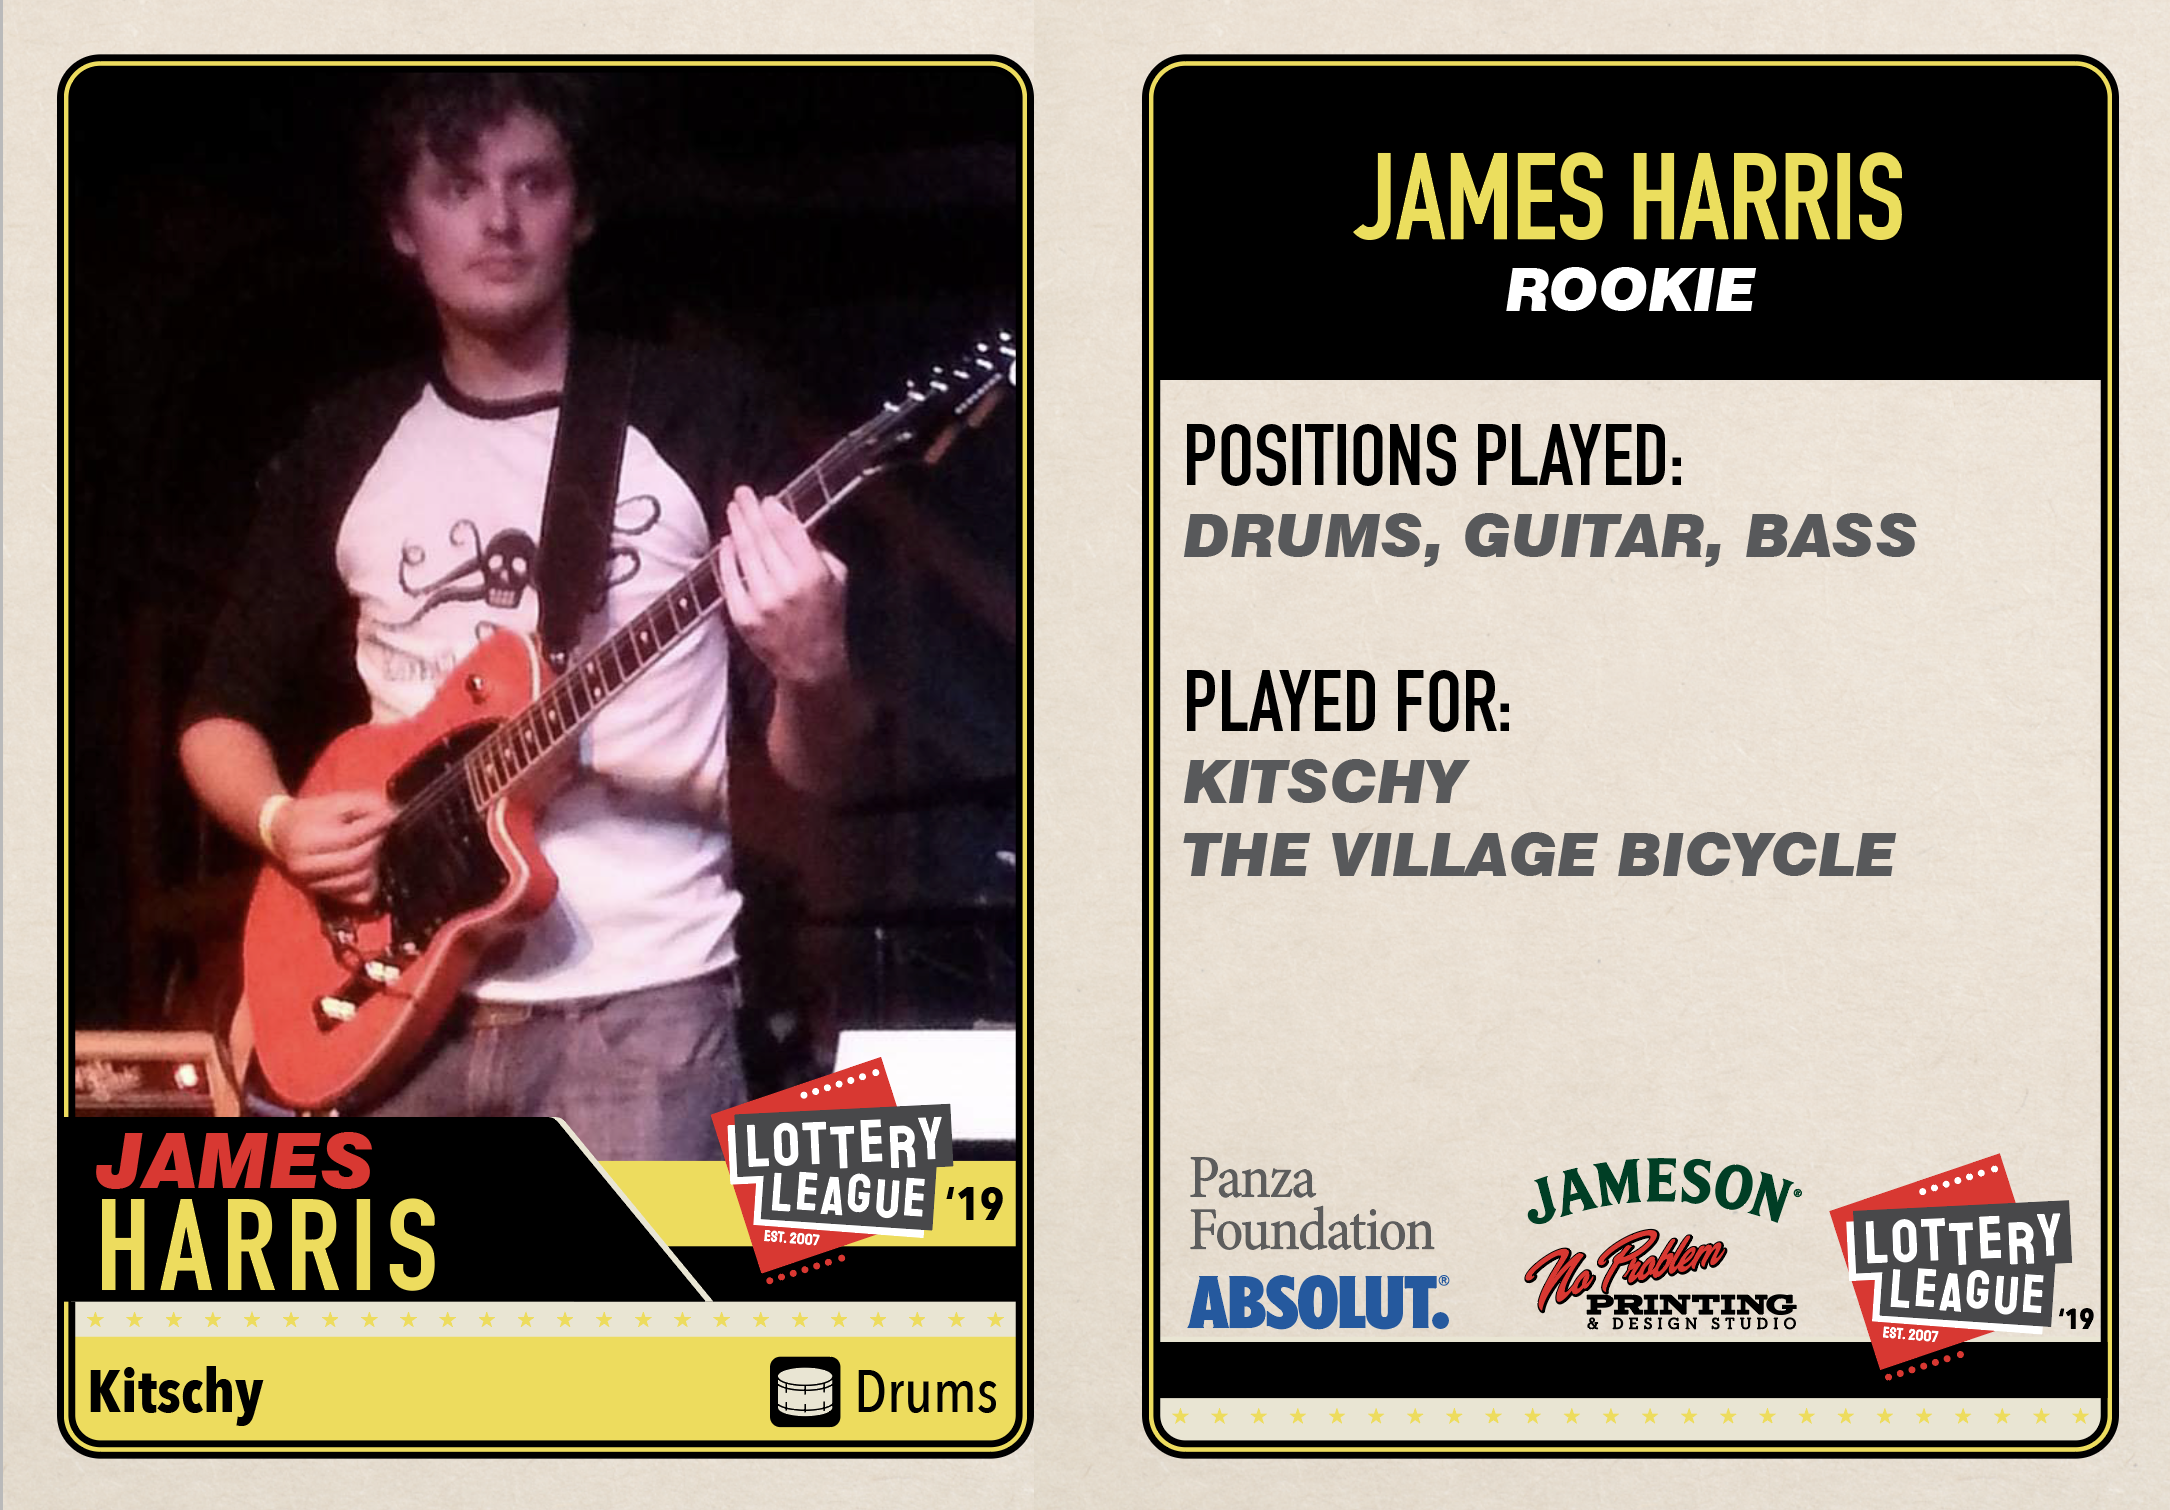 JAMES
HARRIS
LOTTERY
LEAGUE
EST. 2007
'19
Kitschy
Drums
JAMES HARRIS
ROOKIE
POSITIONS PLAYED:
DRUMS, GUITAR, BASS
PLAYED FOR:
KITSCHY
THE VILLAGE BICYCLE
Panza
Foundation
ABSOLUT.®
JAMESON®
No Problem
PRINTING
& DESIGN STUDIO
LOTTERY
LEAGUE
EST. 2007
'19